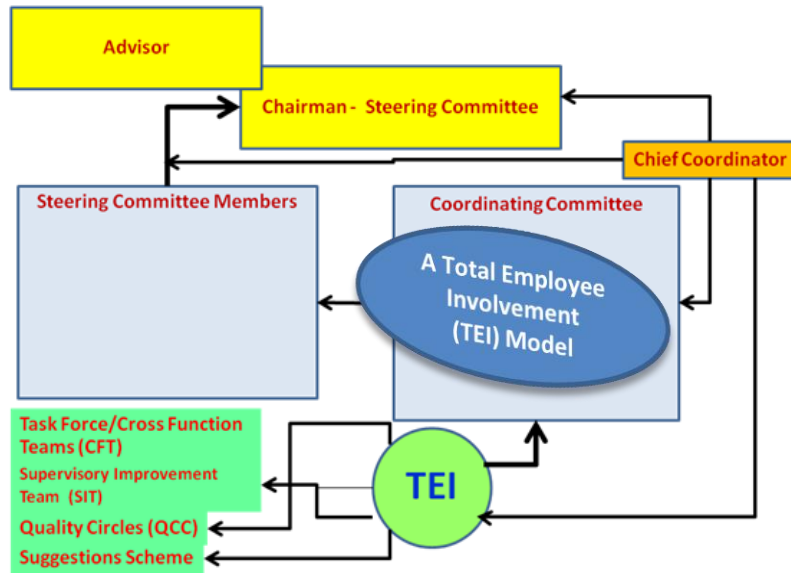 Advisor
Chairman - Steering Committee
Chief Coordinator
Steering Committee Members
Coordinating Committee
A Total Employee
Involvement
(TEI) Model
Task Force/Cross Function
Teams (CFT)
Supervisory Improvement
Team (SIT)
Quality Circles (QCC)
Suggestions Scheme
TEI